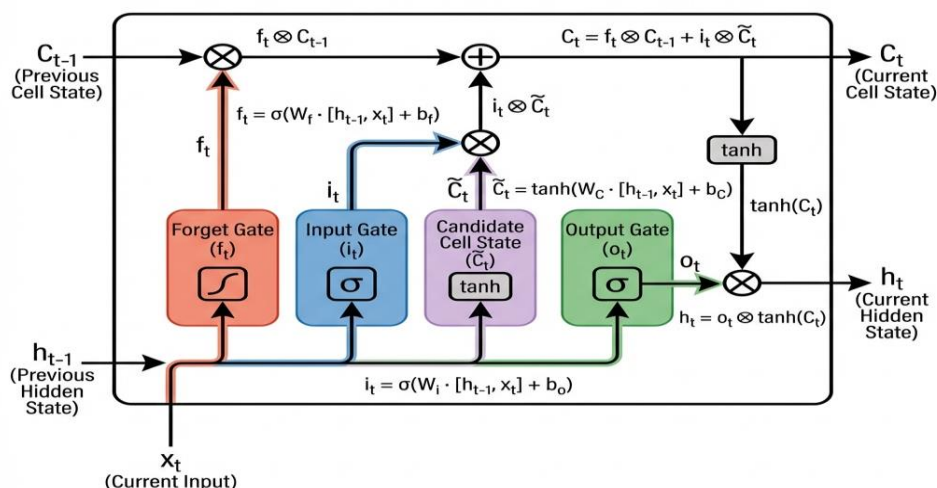 f_t ⊗ C_{t-1}
C_t = f_t ⊗ C_{t-1} + i_t ⊗ C̃_t
C_{t-1}
(Previous
Cell State)
C_t
(Current
Cell State)
i_t ⊗ C̃_t
f_t = σ(W_f · [h_{t-1}, x_t] + b_f)
f_t
tanh
i_t
C̃_t
C̃_t = tanh(W_C · [h_{t-1}, x_t] + b_C)
tanh(C_t)
Forget Gate
(f_t)
Input Gate
(i_t)
σ
Candidate
Cell State
(C̃_t)
tanh
Output Gate
(o_t)
σ
o_t
h_t
(Current
Hidden
State)
h_t = o_t ⊗ tanh(C_t)
h_{t-1}
(Previous
Hidden
State)
i_t = σ(W_i · [h_{t-1}, x_t] + b_o)
x_t
(Current Input)